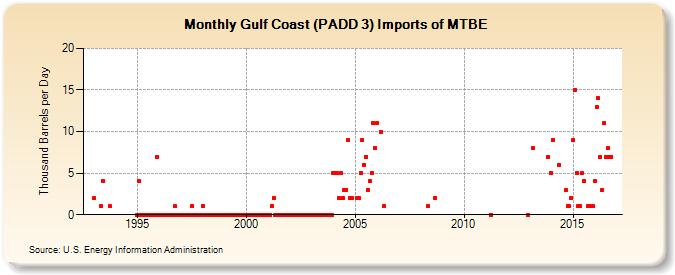 Monthly Gulf Coast (PADD 3) Imports of MTBE
Thousand Barrels per Day
20
15
10
5
0
1995 2000 2005 2010 2015
Source: U.S. Energy Information Administration